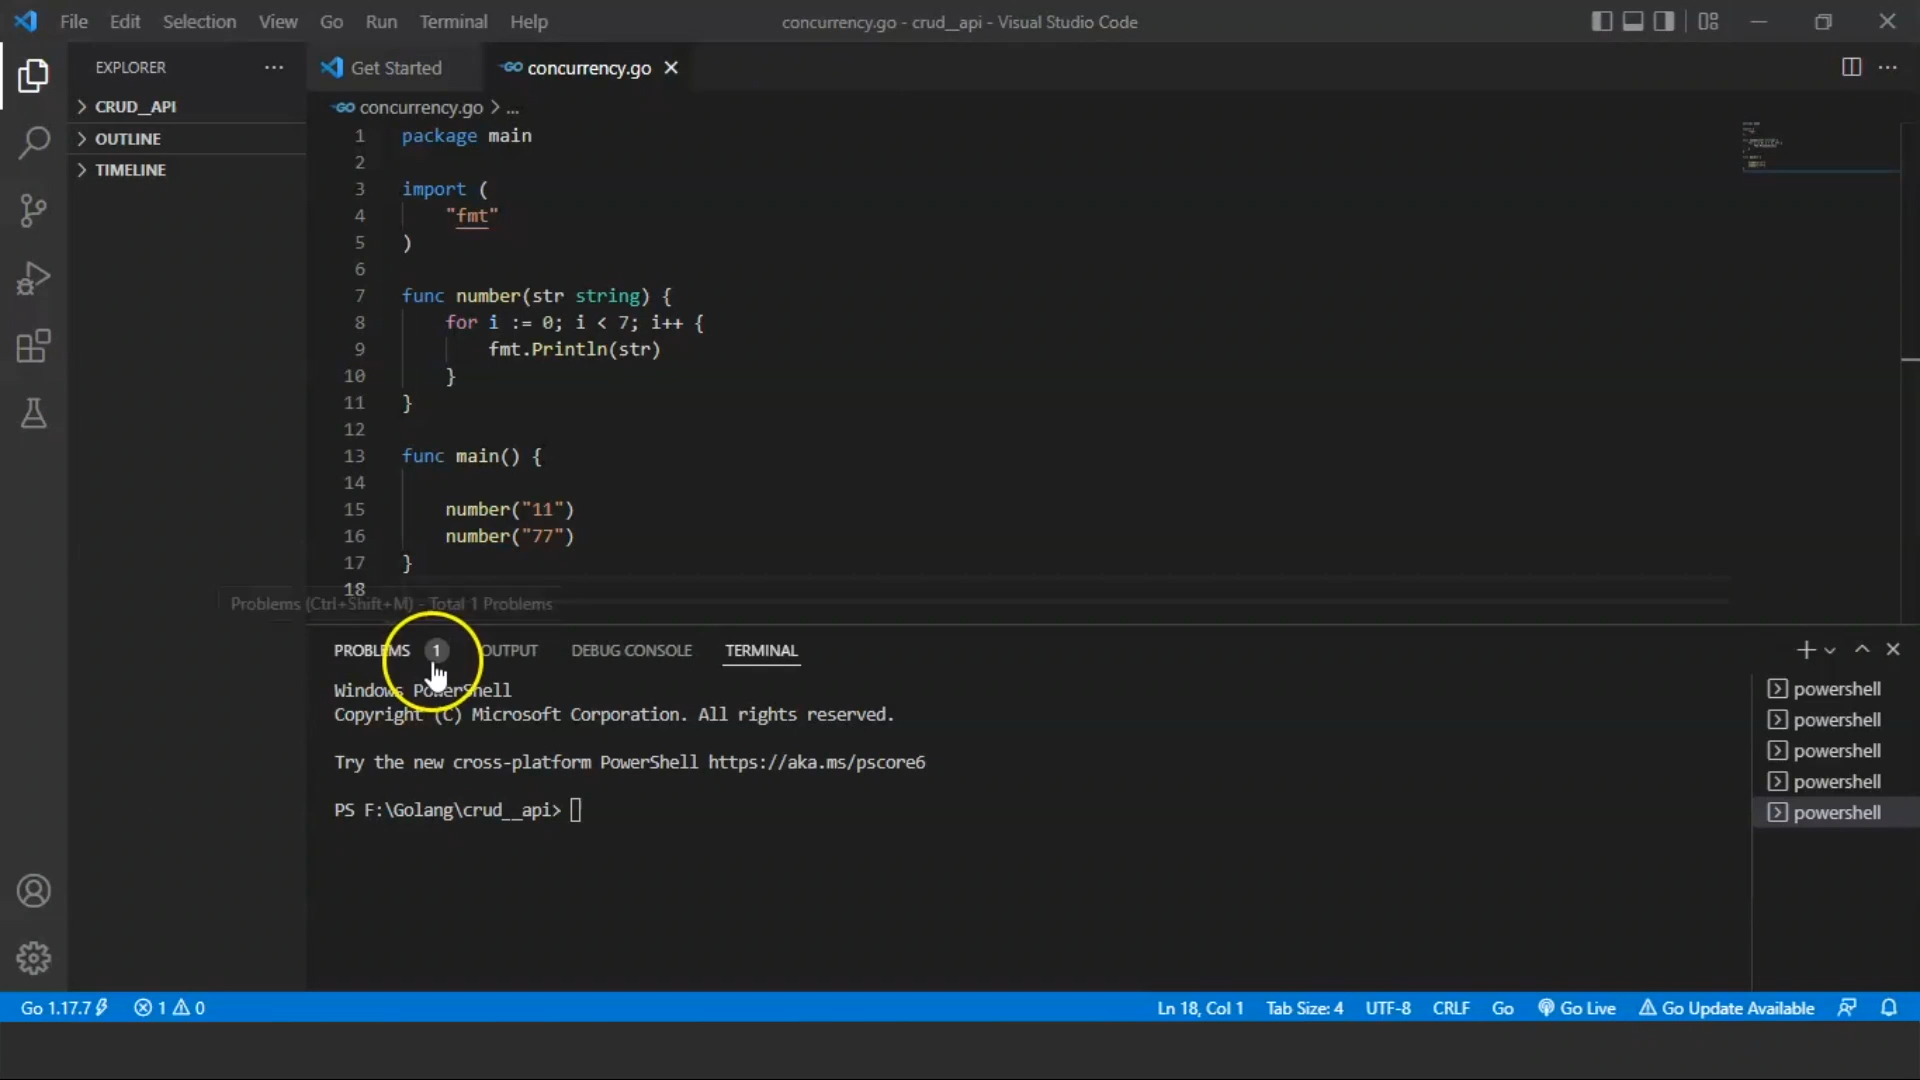 File Edit Selection View Go Run Terminal Help
concurrency.go - crud__api - Visual Studio Code
EXPLORER
CRUD__API
OUTLINE
TIMELINE
Get Started
concurrency.go
concurrency.go > ...
1 package main
2
3 import (
4 "fmt"
5 )
6
7 func number(str string) {
8 for i := 0; i < 7; i++ {
9 fmt.Println(str)
10 }
11 }
12
13 func main() {
14
15 number("11")
16 number("77")
17 }
18
Problems (Ctrl+Shift+M) - Total 1 Problems
PROBLEMS 1 OUTPUT DEBUG CONSOLE TERMINAL
Windows PowerShell
Copyright (C) Microsoft Corporation. All rights reserved.
Try the new cross-platform PowerShell https://aka.ms/pscore6
PS F:\Golang\crud__api>
powershell
powershell
powershell
powershell
powershell
Go 1.17.7 1 0 Ln 18, Col 1 Tab Size: 4 UTF-8 CRLF Go Go Live Go Update Available